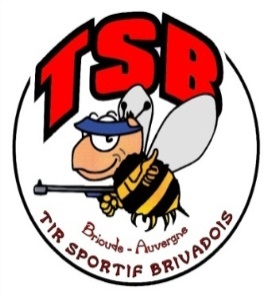 TSB
Brioude - Auvergne
TIR SPORTIF BRIVADOIS